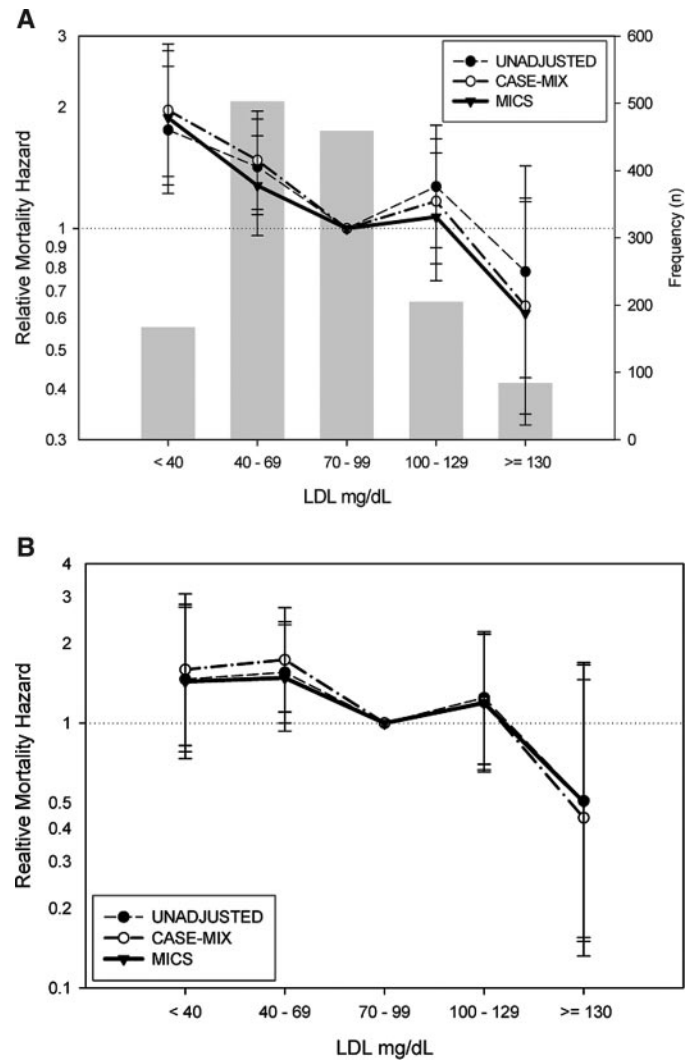 A
3
2
1
0.9
0.8
0.7
0.6
0.5
0.4
0.3
Relative Mortality Hazard
UNADJUSTED
CASE-MIX
MICS
600
500
400
300
200
100
0
Frequency (n)
< 40
40 - 69
70 - 99
100 - 129
>= 130
LDL mg/dL
B
4
3
2
1
0.5
0.4
0.3
0.2
0.1
Realtive Mortality Hazard
UNADJUSTED
CASE-MIX
MICS
< 40
40 - 69
70 - 99
100 - 129
>= 130
LDL mg/dL